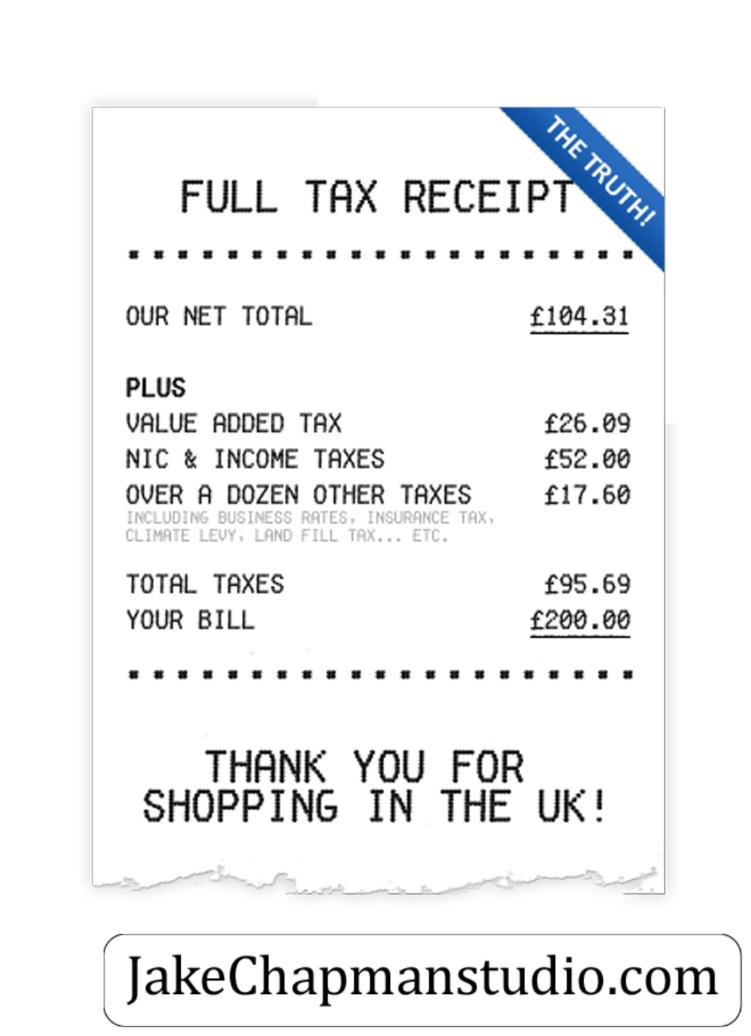 THE TRUTH!
FULL TAX RECEIPT
OUR NET TOTAL £104.31
PLUS
VALUE ADDED TAX £26.09
NIC & INCOME TAXES £52.00
OVER A DOZEN OTHER TAXES £17.60
INCLUDING BUSINESS RATES, INSURANCE TAX,
CLIMATE LEVY, LAND FILL TAX... ETC.
TOTAL TAXES £95.69
YOUR BILL £200.00
THANK YOU FOR
SHOPPING IN THE UK!
JakeChapmanstudio.com